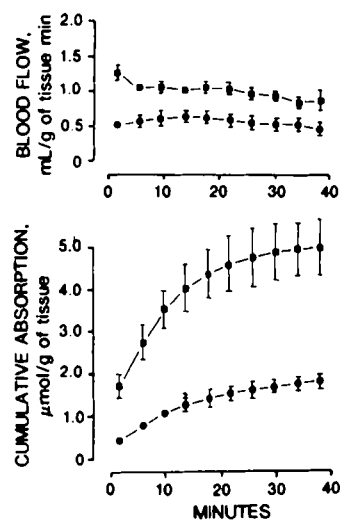 BLOOD FLOW,
mL/g of tissue min
2.0
1.5
1.0
0.5
0
0 10 20 30 40
CUMULATIVE ABSORPTION,
μmol/g of tissue
5.0
4.0
3.0
2.0
1.0
0
0 10 20 30 40
MINUTES